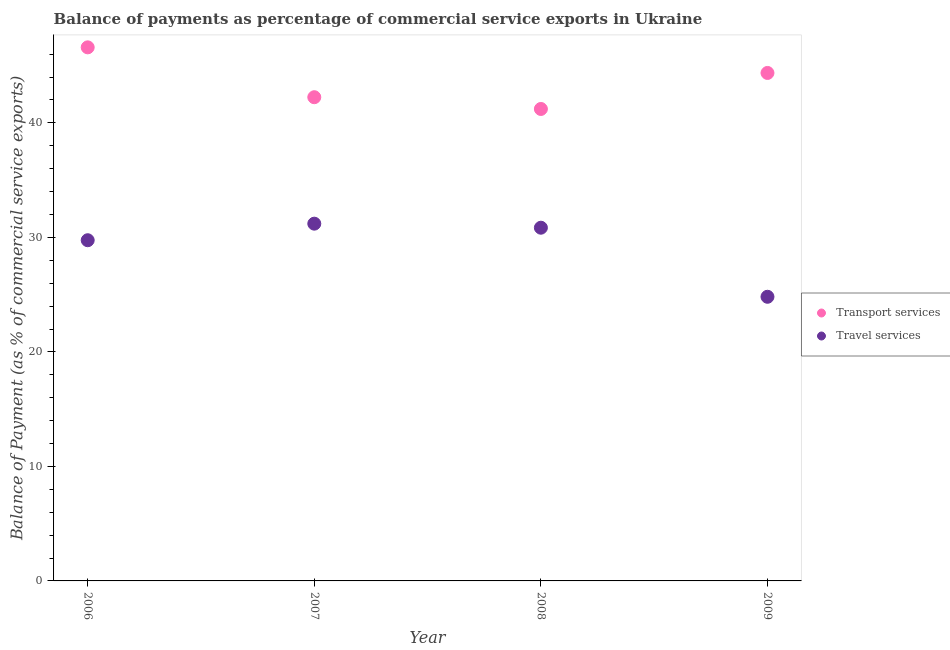 Balance of payments as percentage of commercial service exports in Ukraine
Balance of Payment (as % of commercial service exports)
40
30
20
10
0
2006
2007
2008
2009
Year
Transport services
Travel services